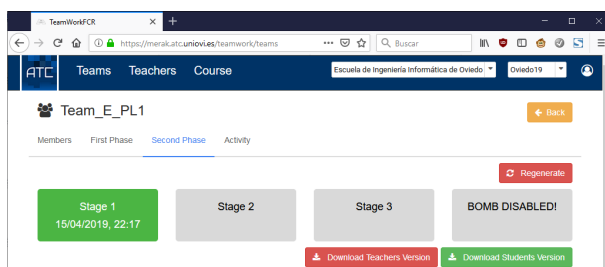 TeamWorkFCR
https://merak.atc.uniovi.es/teamwork/teams
Buscar
ATC Teams Teachers Course Escuela de Ingeniería Informática de Oviedo Oviedo19
Team_E_PL1
Back
Members First Phase Second Phase Activity
Regenerate
Stage 1 Stage 2 Stage 3 BOMB DISABLED!
15/04/2019, 22:17
Download Teachers Version Download Students Version